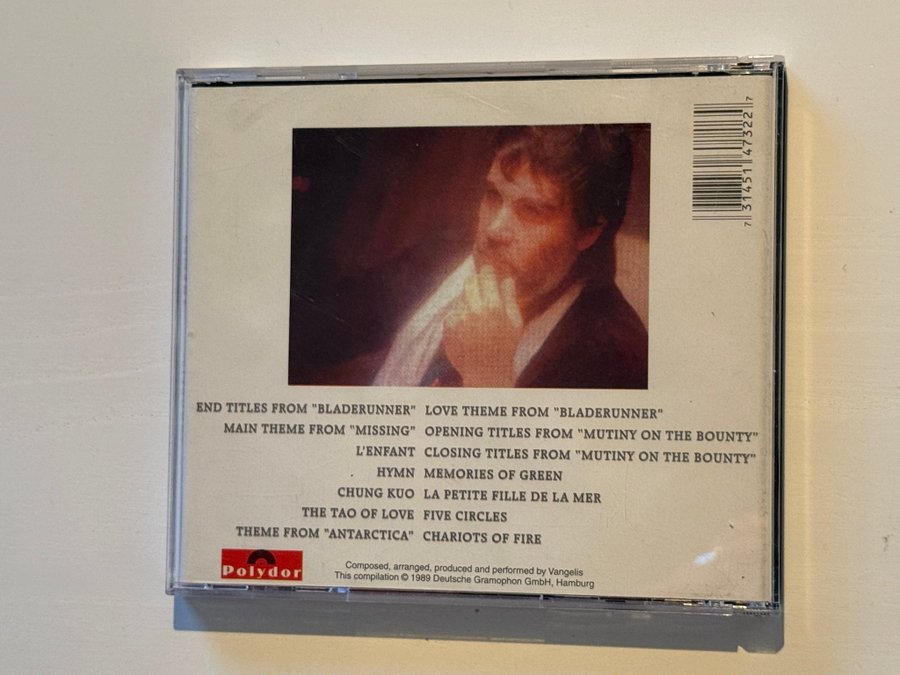 7 31451 47322 7
END TITLES FROM "BLADERUNNER"
MAIN THEME FROM "MISSING"
L'ENFANT
HYMN
CHUNG KUO
THE TAO OF LOVE
THEME FROM "ANTARCTICA"
LOVE THEME FROM "BLADERUNNER"
OPENING TITLES FROM "MUTINY ON THE BOUNTY"
CLOSING TITLES FROM "MUTINY ON THE BOUNTY"
MEMORIES OF GREEN
LA PETITE FILLE DE LA MER
FIVE CIRCLES
CHARIOTS OF FIRE
Polydor
Composed, arranged, produced and performed by Vangelis
This compilation © 1989 Deutsche Gramophon GmbH, Hamburg